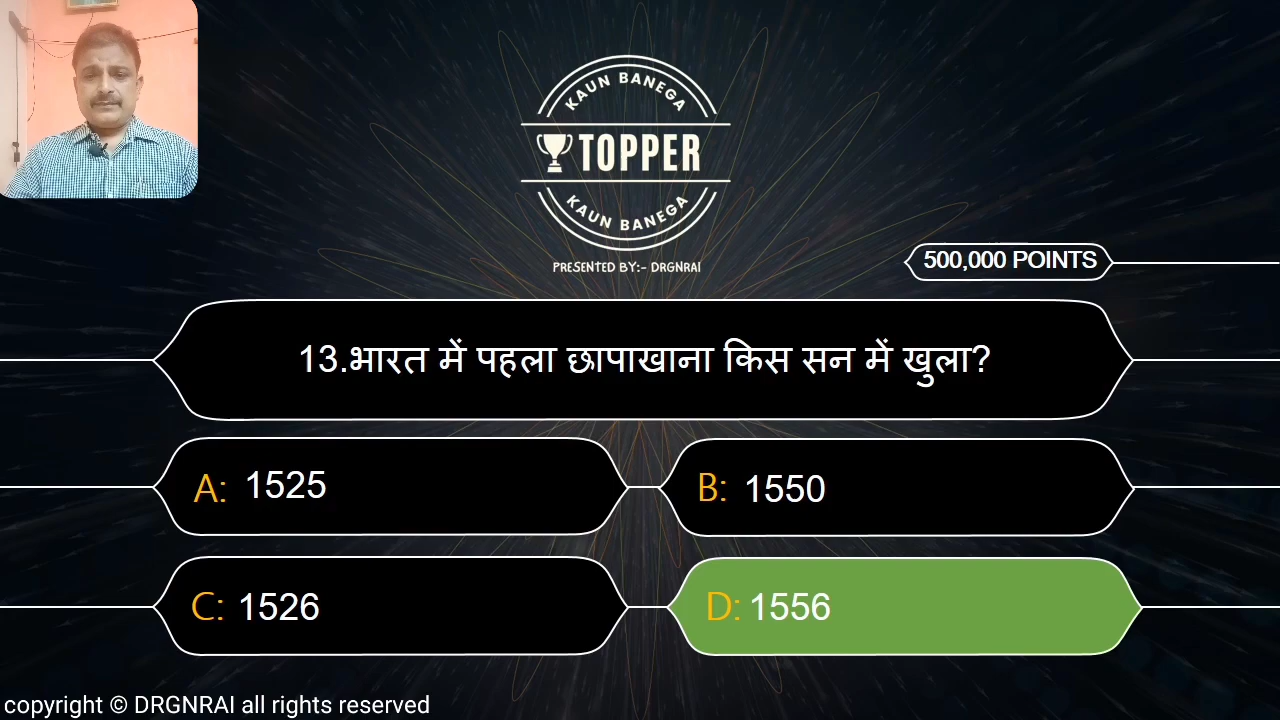 KAUN BANEGA
TOPPER
KAUN BANEGA
PRESENTED BY:- DRGNRAI
500,000 POINTS
13.भारत में पहला छापाखाना किस सन में खुला?
A: 1525
B: 1550
C: 1526
D: 1556
copyright © DRGNRAI all rights reserved